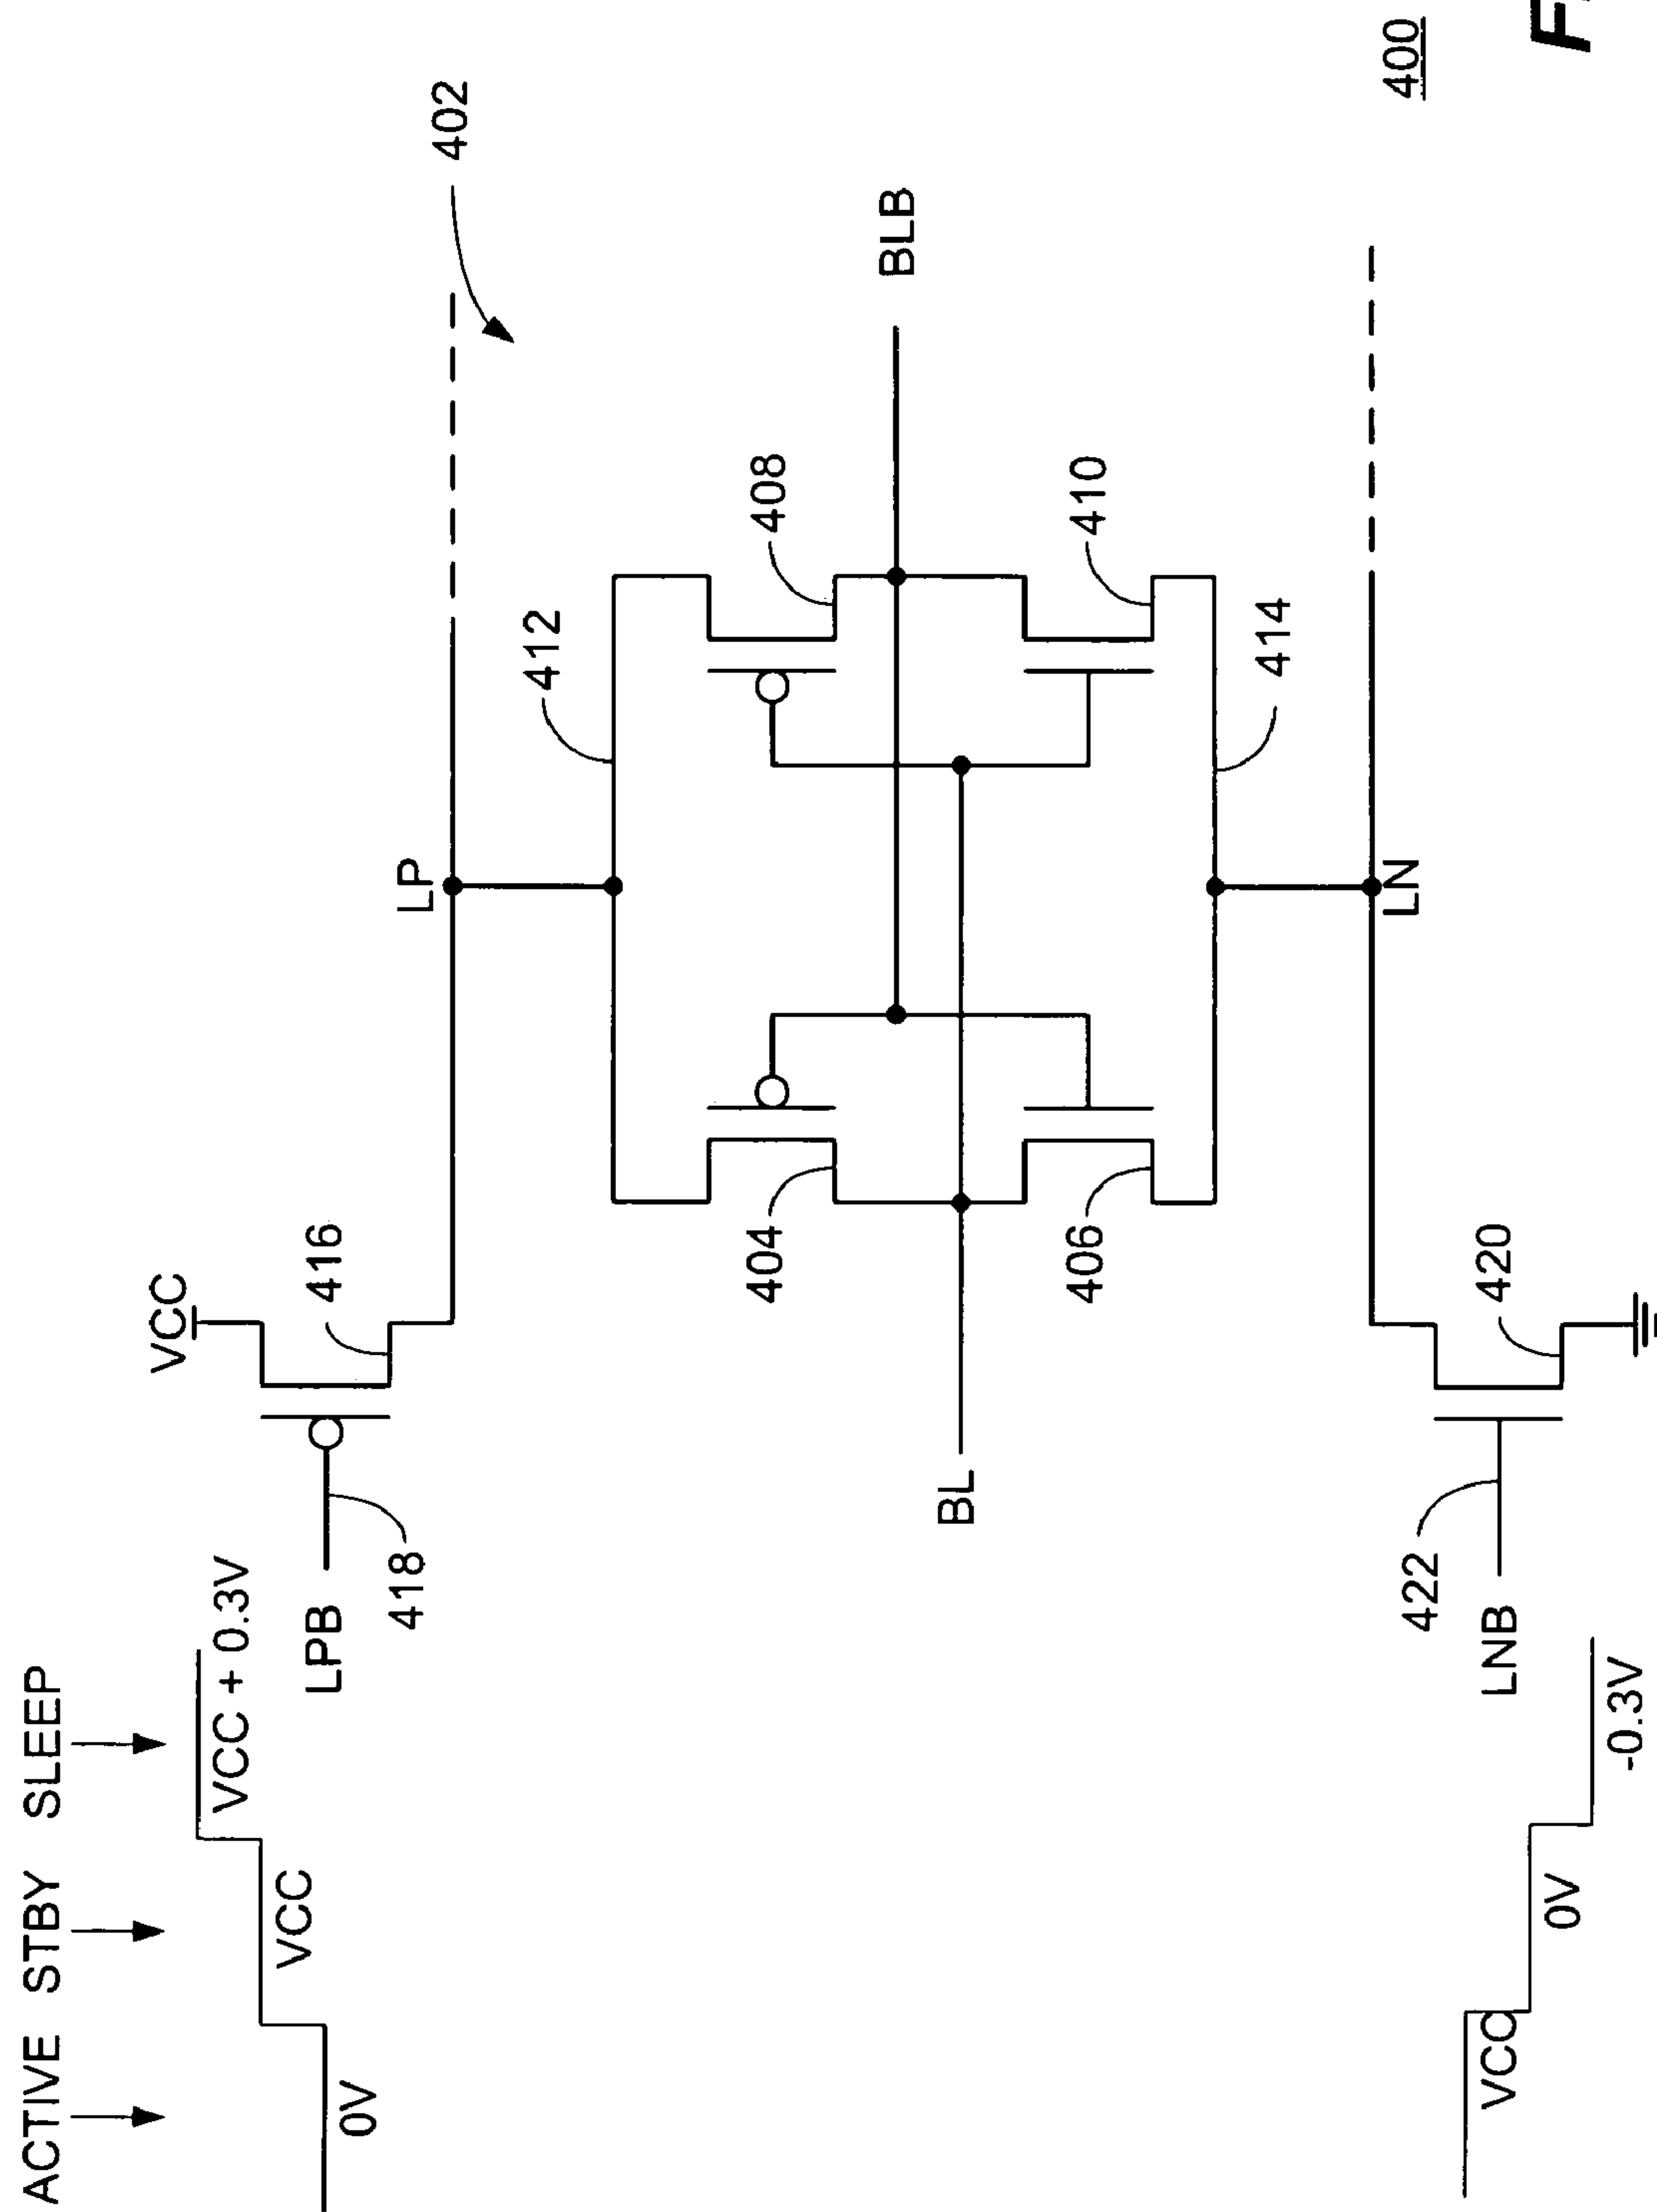 ACTIVE STBY SLEEP
0V
VCC
VCC + 0.3V
LPB
418
VCC
416
LP
402
412
404
408
BL
BLB
406
410
414
LN
LNB
422
420
VCC
0V
-0.3V
400